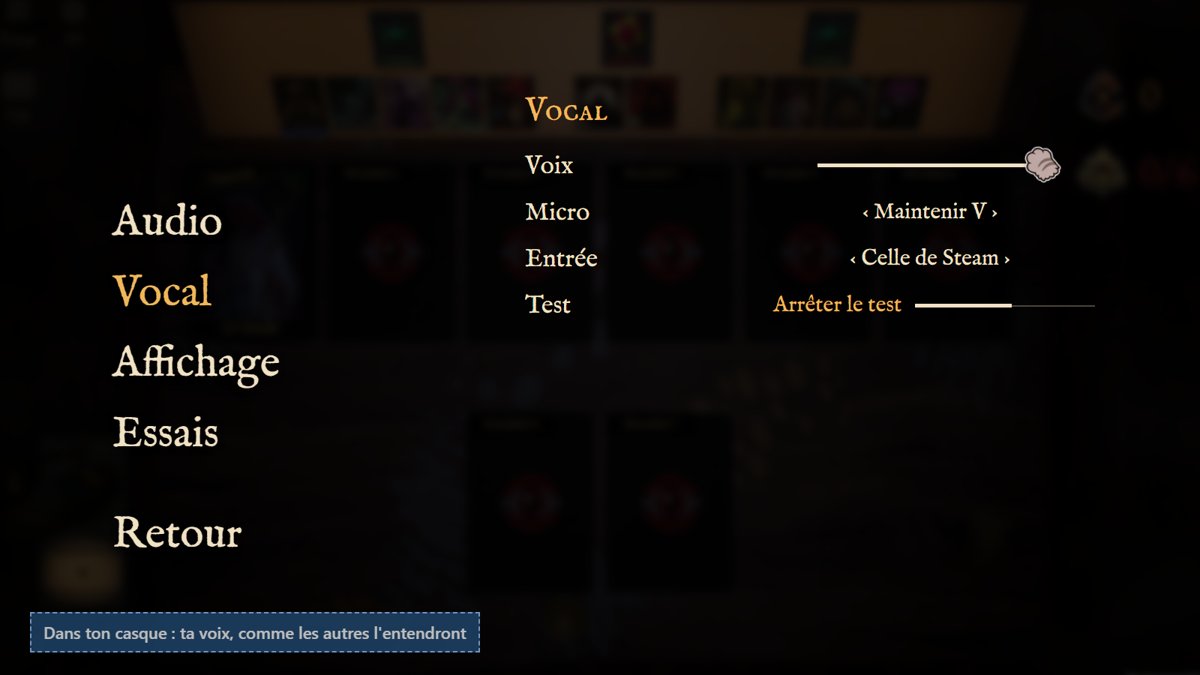 Vocal
Voix
Micro
‹ Maintenir V ›
Entrée
‹ Celle de Steam ›
Test
Arrêter le test
Audio
Vocal
Affichage
Essais
Retour
Dans ton casque : ta voix, comme les autres l'entendront